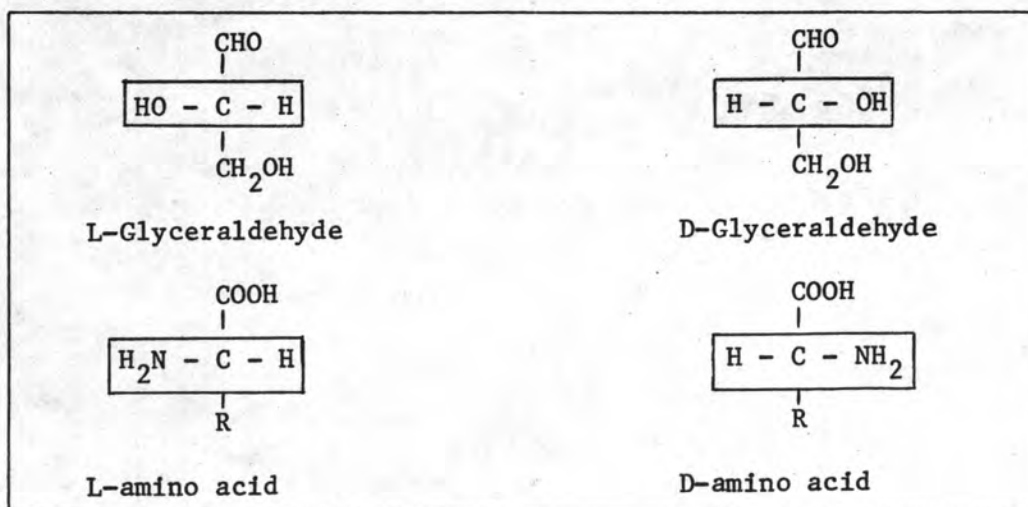 CHO CHO
HO - C - H H - C - OH
CH2OH CH2OH
L-Glyceraldehyde D-Glyceraldehyde
COOH COOH
H2N - C - H H - C - NH2
R R
L-amino acid D-amino acid